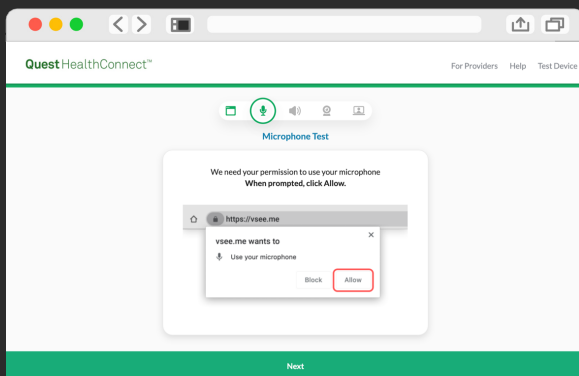 Quest HealthConnect™
For Providers Help Test Device
Microphone Test
We need your permission to use your microphone
When prompted, click Allow.
https://vsee.me
vsee.me wants to
Use your microphone
Block Allow
Next